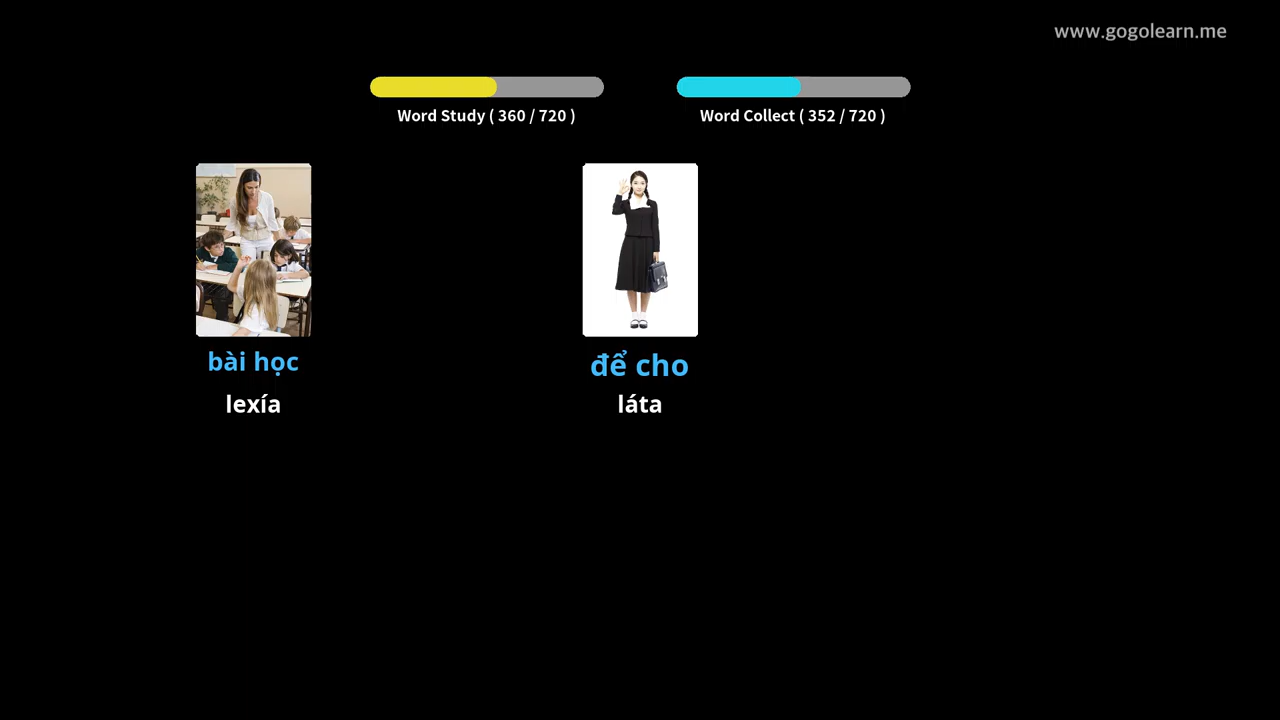 www.gogolearn.me
Word Study ( 360 / 720 )
Word Collect ( 352 / 720 )
bài học
lexía
để cho
láta